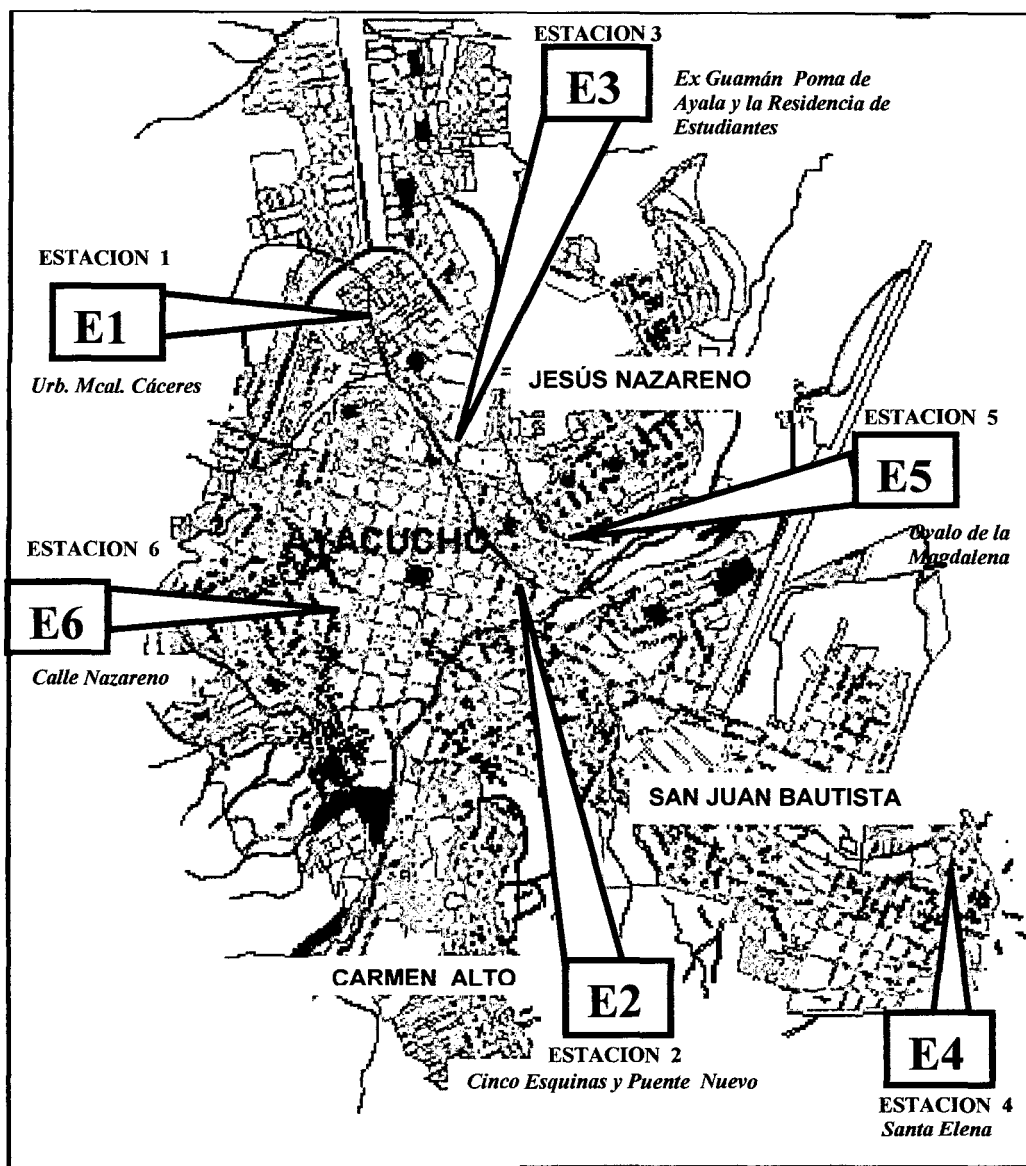 ESTACION 3
E3
Ex Guamán Poma de
Ayala y la Residencia de
Estudiantes
ESTACION 1
E1
Urb. Mcal. Cáceres
JESÚS NAZARENO
ESTACION 5
E5
Ovalo de la
Magdalena
AYACUCHO
ESTACION 6
E6
Calle Nazareno
SAN JUAN BAUTISTA
CARMEN ALTO
E2
ESTACION 2
Cinco Esquinas y Puente Nuevo
E4
ESTACION 4
Santa Elena